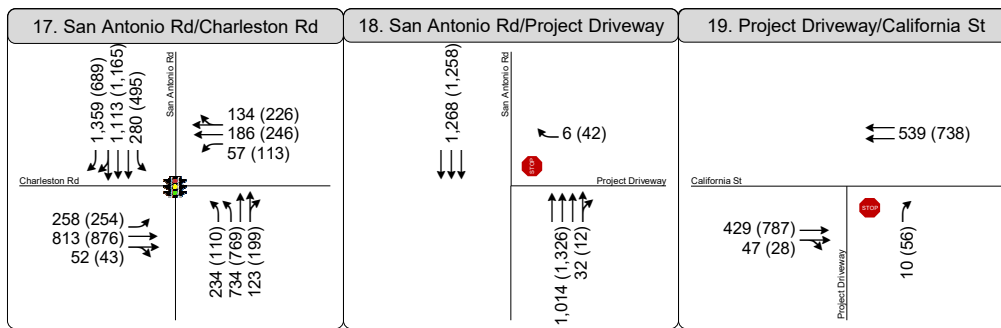 17. San Antonio Rd/Charleston Rd
1,359 (689)
1,113 (1,165)
280 (495)
San Antonio Rd
134 (226)
186 (246)
57 (113)
Charleston Rd
258 (254)
813 (876)
52 (43)
234 (110)
734 (769)
123 (199)
18. San Antonio Rd/Project Driveway
1,268 (1,258)
San Antonio Rd
6 (42)
STOP
Project Driveway
1,014 (1,326)
32 (12)
19. Project Driveway/California St
539 (738)
California St
STOP
429 (787)
47 (28)
Project Driveway
10 (56)